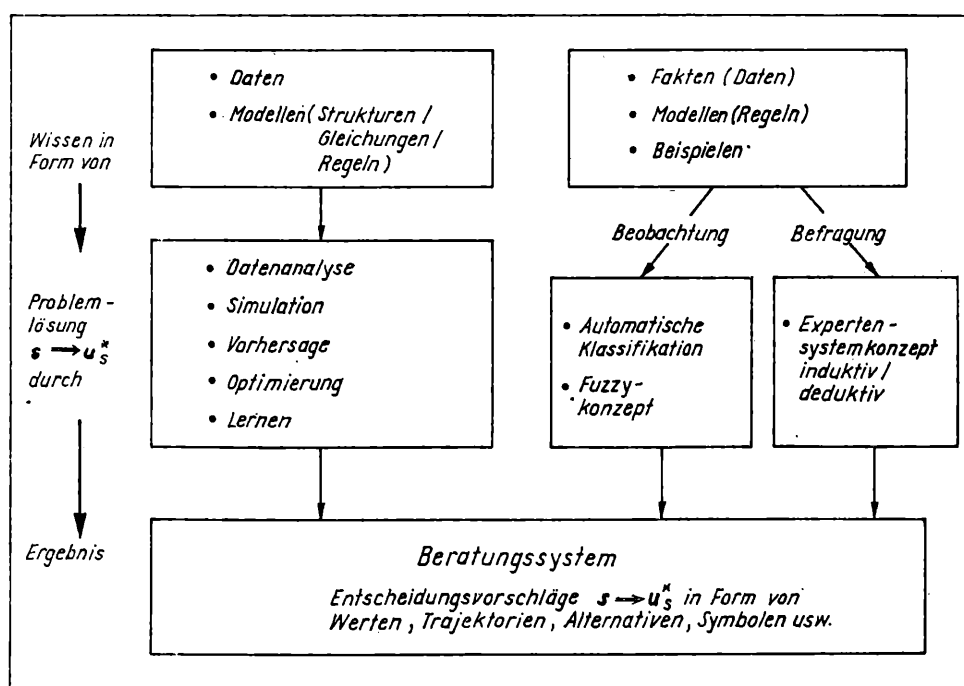 Wissen in
Form von
• Daten
• Modellen (Strukturen /
Gleichungen /
Regeln)
• Fakten (Daten)
• Modellen (Regeln)
• Beispielen
Beobachtung
Befragung
Problem-
lösung
s → u*s
durch
• Datenanalyse
• Simulation
• Vorhersage
• Optimierung
• Lernen
• Automatische
Klassifikation
• Fuzzy-
konzept
• Experten-
systemkonzept
induktiv /
deduktiv
Ergebnis
Beratungssystem
Entscheidungsvorschläge s → u*s in Form von
Werten, Trajektorien, Alternativen, Symbolen usw.